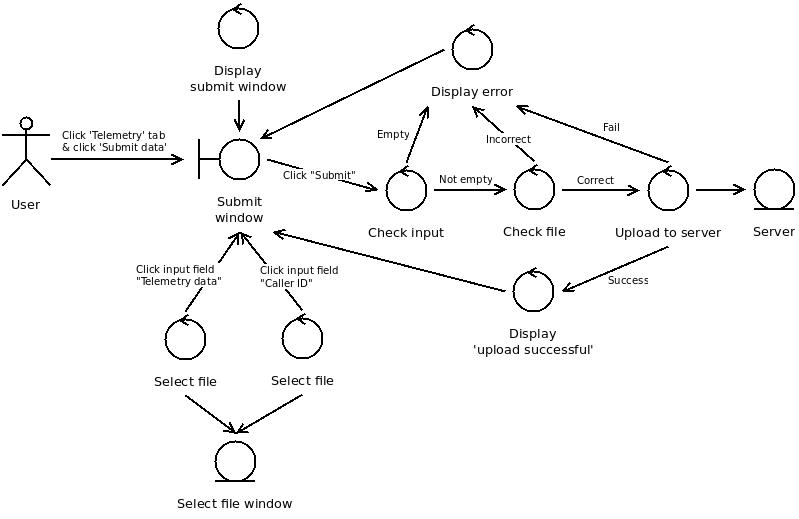 Display
submit window
Display error
Click 'Telemetry' tab
& click 'Submit data'
User
Submit
window
Click "Submit"
Empty
Incorrect
Fail
Not empty
Correct
Check input
Check file
Upload to server
Server
Click input field
"Telemetry data"
Click input field
"Caller ID"
Success
Display
'upload successful'
Select file
Select file
Select file window